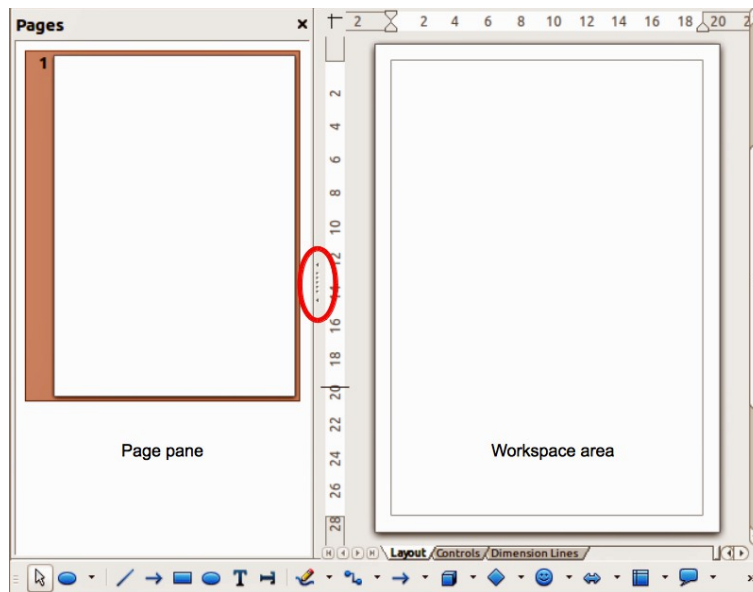 Pages ×
1
2 2 4 6 8 10 12 14 16 18 20 2
2
4
6
8
10
12
14
16
18
20
22
24
26
28
Page pane
Workspace area
Layout Controls Dimension Lines
T